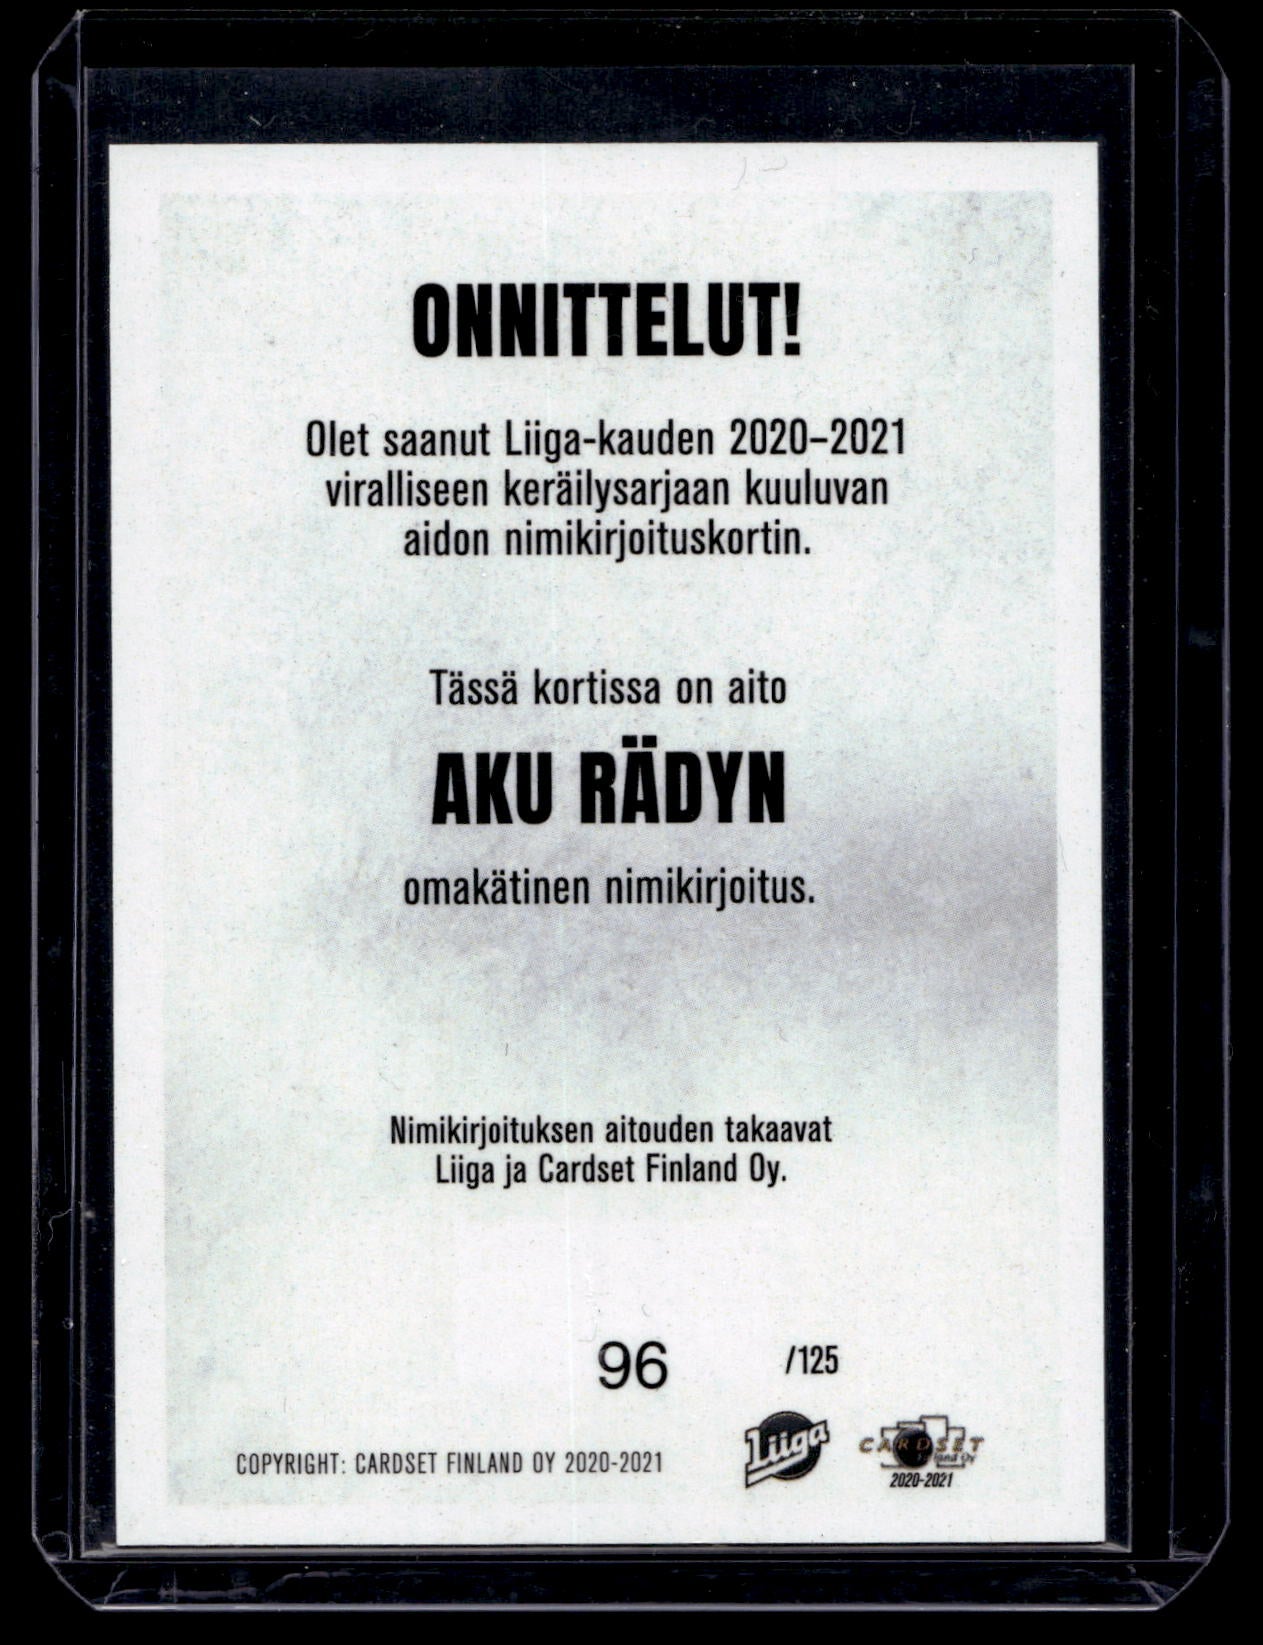 ONNITTELUT!
Olet saanut Liiga-kauden 2020–2021
viralliseen keräilysarjaan kuuluvan
aidon nimikirjoituskortin.
Tässä kortissa on aito
AKU RÄDYN
omakätinen nimikirjoitus.
Nimikirjoituksen aitouden takaavat
Liiga ja Cardset Finland Oy.
96 /125
COPYRIGHT: CARDSET FINLAND OY 2020-2021
Liiga
CARDSET
2020-2021